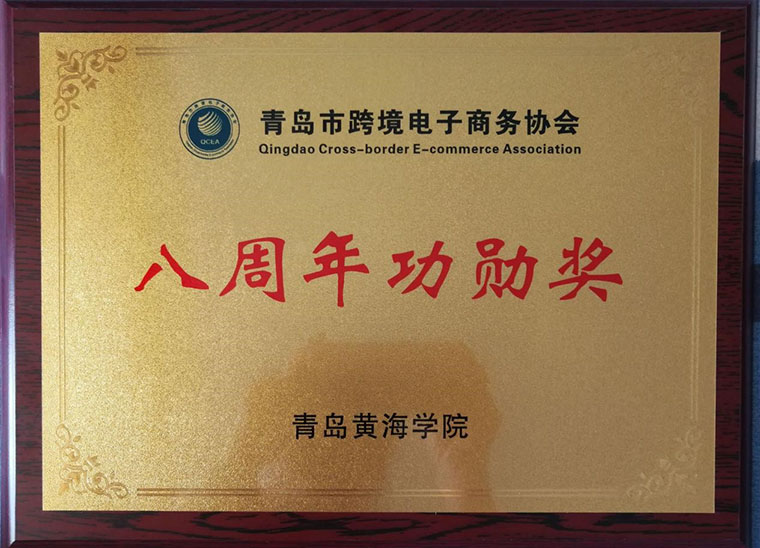 青岛市跨境电子商务协会
QCEA
Qingdao Cross-border E-commerce Association
八周年功勋奖
青岛黄海学院